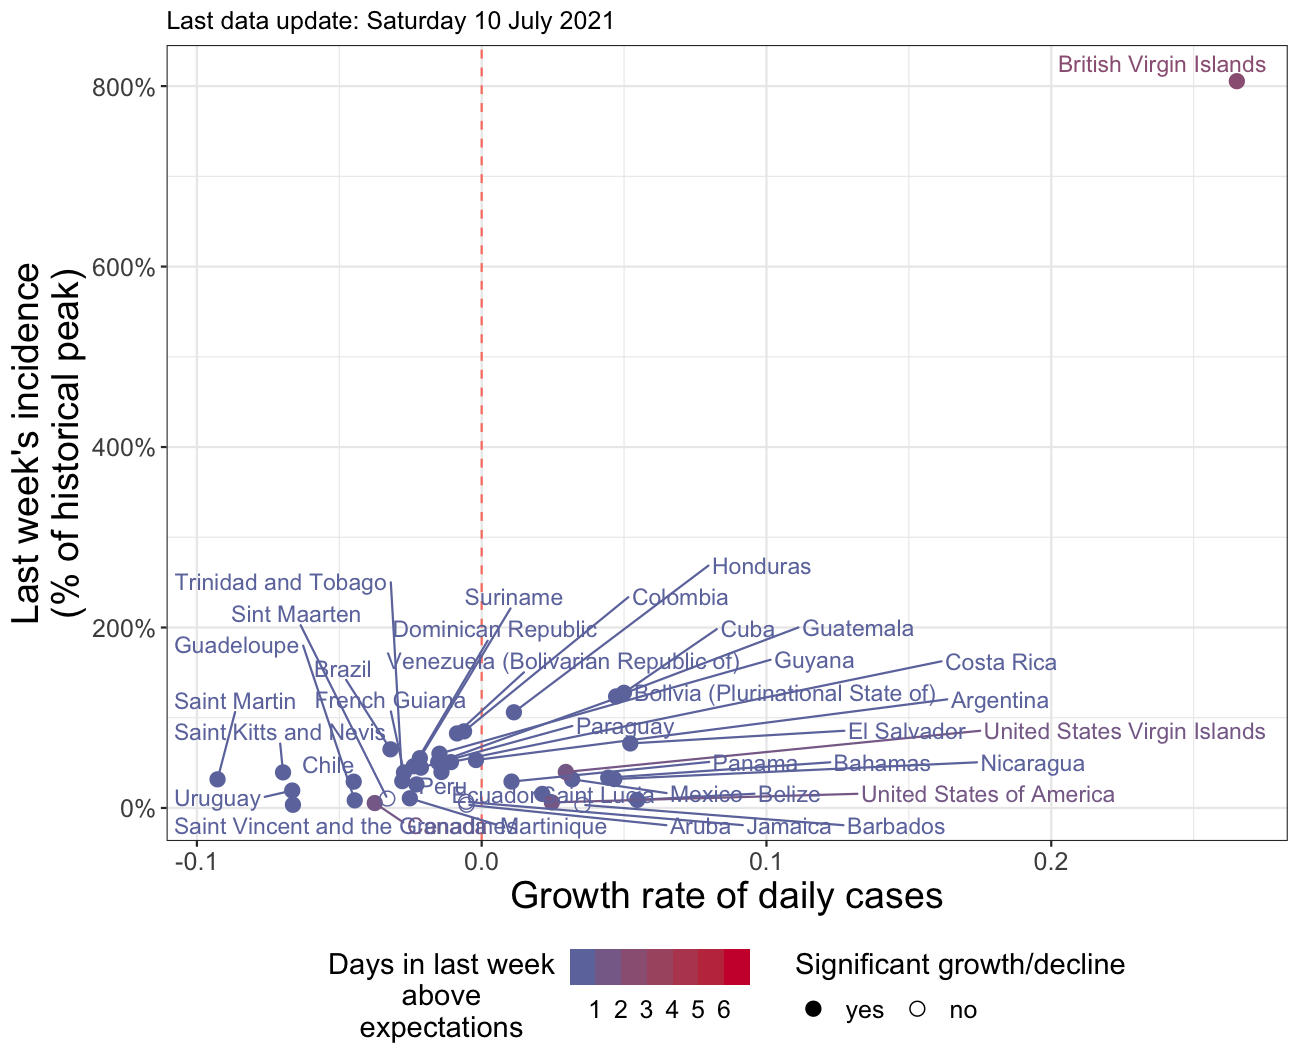 Last data update: Saturday 10 July 2021
Last week's incidence
(% of historical peak)
800%
600%
400%
200%
0%
British Virgin Islands
Honduras
Trinidad and Tobago
Suriname
Colombia
Sint Maarten
Dominican Republic
Cuba
Guatemala
Guadeloupe
Venezuela (Bolivarian Republic of)
Guyana
Costa Rica
Brazil
Saint Martin
French Guiana
Bolivia (Plurinational State of)
Argentina
Saint Kitts and Nevis
Paraguay
El Salvador
United States Virgin Islands
Chile
Panama
Bahamas
Nicaragua
Peru
Uruguay
Ecuador
Saint Lucia
Mexico
Belize
United States of America
Saint Vincent and the Grenadines
Grenada
Martinique
Aruba
Jamaica
Barbados
-0.1
0.0
0.1
0.2
Growth rate of daily cases
Days in last week
above
expectations
1 2 3 4 5 6
Significant growth/decline
yes
no